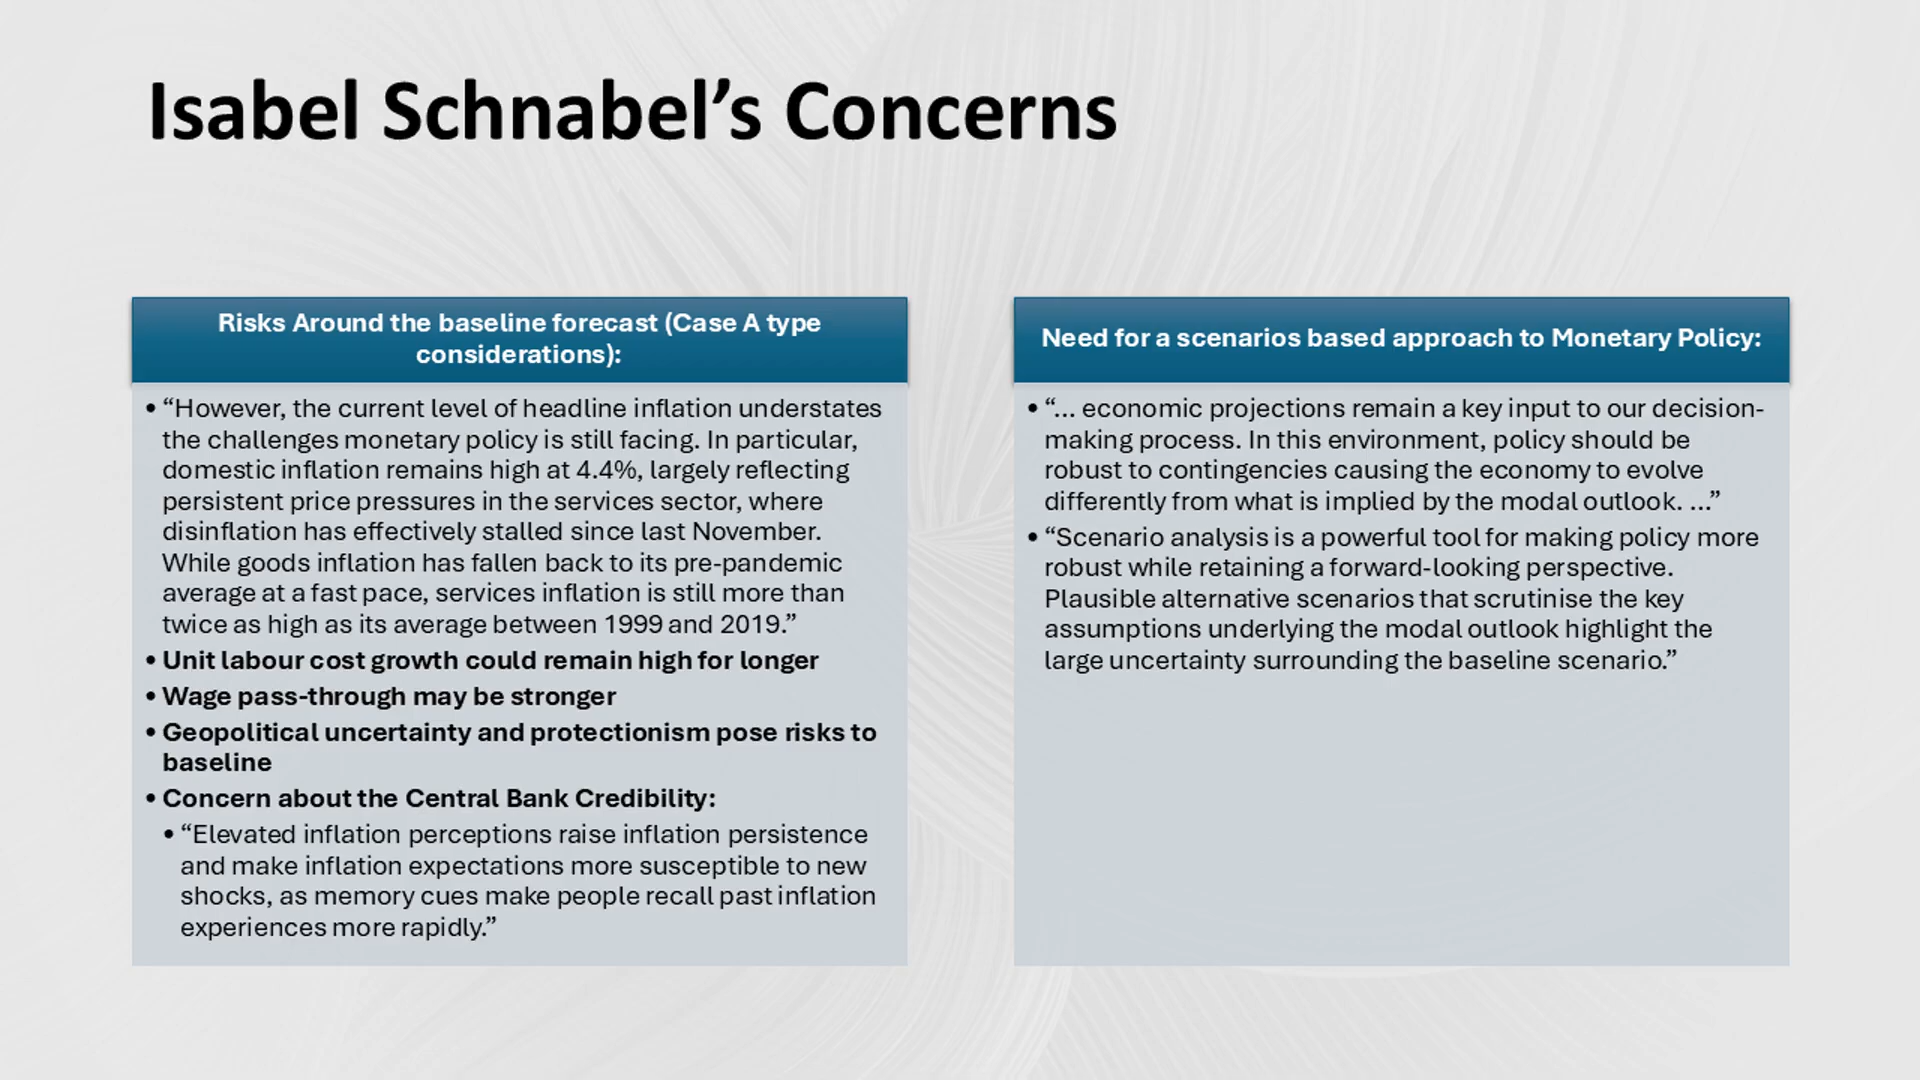 Isabel Schnabel’s Concerns
Risks Around the baseline forecast (Case A type
considerations):
• “However, the current level of headline inflation understates
the challenges monetary policy is still facing. In particular,
domestic inflation remains high at 4.4%, largely reflecting
persistent price pressures in the services sector, where
disinflation has effectively stalled since last November.
While goods inflation has fallen back to its pre-pandemic
average at a fast pace, services inflation is still more than
twice as high as its average between 1999 and 2019.”
• Unit labour cost growth could remain high for longer
• Wage pass-through may be stronger
• Geopolitical uncertainty and protectionism pose risks to
baseline
• Concern about the Central Bank Credibility:
• “Elevated inflation perceptions raise inflation persistence
and make inflation expectations more susceptible to new
shocks, as memory cues make people recall past inflation
experiences more rapidly.”
Need for a scenarios based approach to Monetary Policy:
• “... economic projections remain a key input to our decision-
making process. In this environment, policy should be
robust to contingencies causing the economy to evolve
differently from what is implied by the modal outlook. ...”
• “Scenario analysis is a powerful tool for making policy more
robust while retaining a forward-looking perspective.
Plausible alternative scenarios that scrutinise the key
assumptions underlying the modal outlook highlight the
large uncertainty surrounding the baseline scenario.”